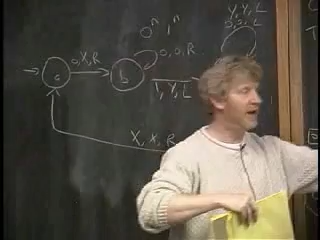 0ⁿ 1ⁿ
Y, Y, L
0, 0, L
0, X, R
0, 0, R
a
b
1, Y, L
X, X, R